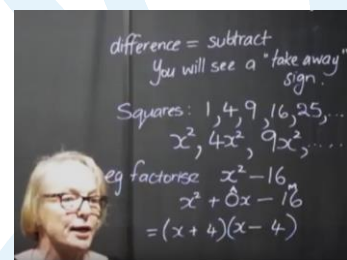 difference = subtract
You will see a "take away"
sign.
Squares: 1, 4, 9, 16, 25, ...
x², 4x², 9x², ....
eg factorise x² - 16
x² + 0x - 16
= (x + 4)(x - 4)